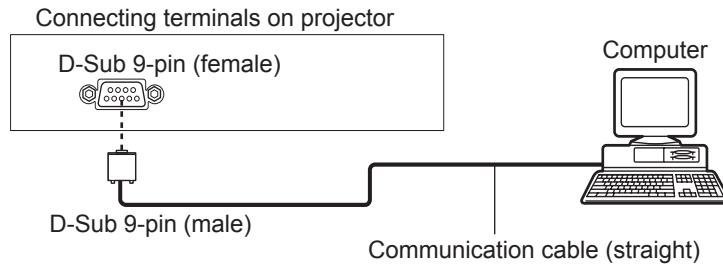 Connecting terminals on projector
D-Sub 9-pin (female)
Computer
D-Sub 9-pin (male)
Communication cable (straight)